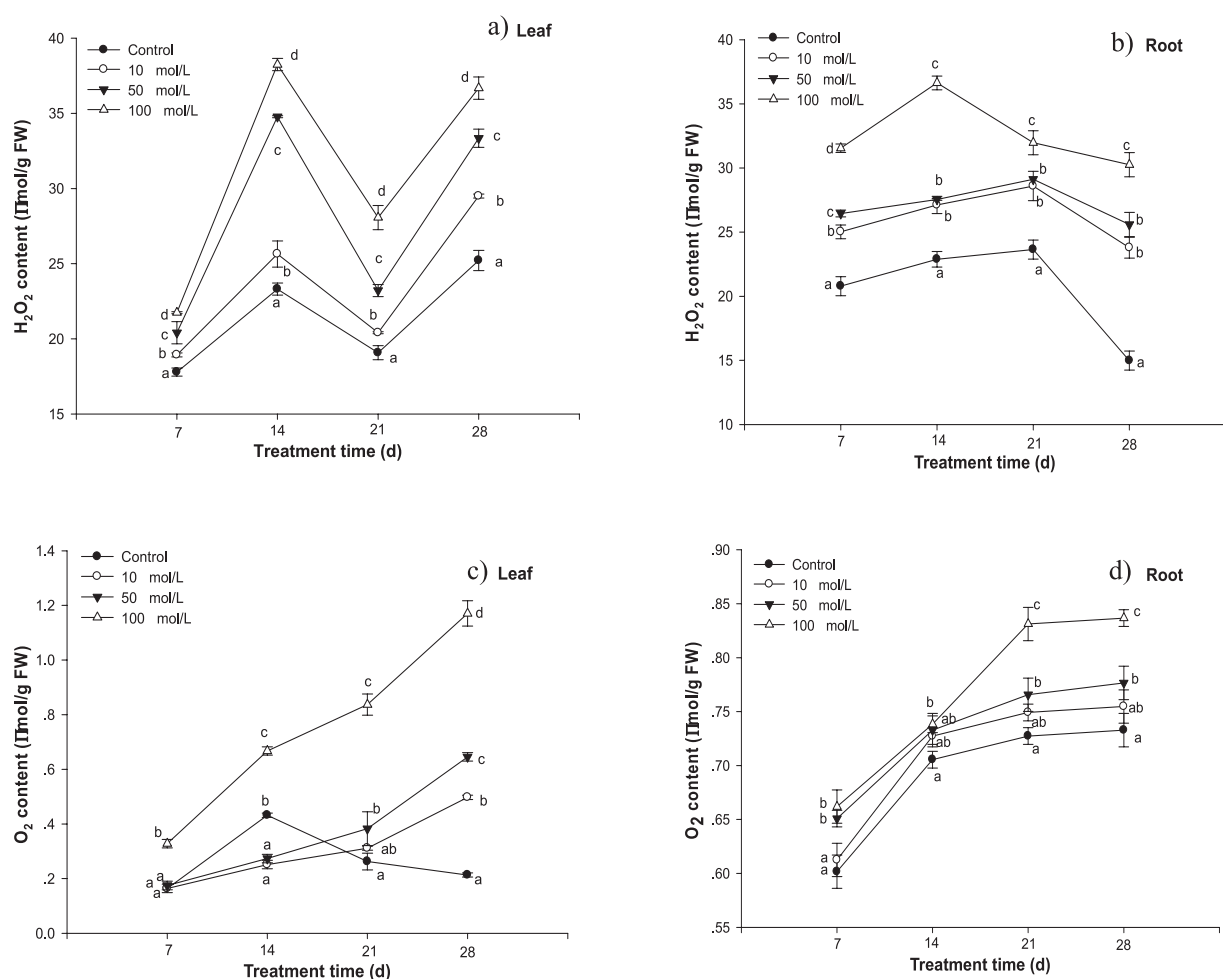 a) Leaf
Control
10 mol/L
50 mol/L
100 mol/L
H2O2 content (∏mol/g FW)
40
35
30
25
20
15
d
c
b
a
d
c
b
a
d
c
b
a
d
c
b
a
7
14
21
28
Treatment time (d)
b) Root
Control
10 mol/L
50 mol/L
100 mol/L
H2O2 content (∏mol/g FW)
40
35
30
25
20
15
10
d
c
b
a
c
b
b
a
c
b
b
a
c
b
b
a
7
14
21
28
Treatment time (d)
c) Leaf
Control
10 mol/L
50 mol/L
100 mol/L
O2 content (∏mol/g FW)
1.4
1.2
1.0
.8
.6
.4
.2
0.0
b
a
a
a
c
b
a
a
c
b
ab
a
d
c
b
a
7
14
21
28
Treatment time (d)
d) Root
Control
10 mol/L
50 mol/L
100 mol/L
O2 content (∏mol/g FW)
.90
.85
.80
.75
.70
.65
.60
.55
b
b
a
a
b
ab
ab
a
c
b
ab
a
c
b
ab
a
7
14
21
28
Treatment time (d)